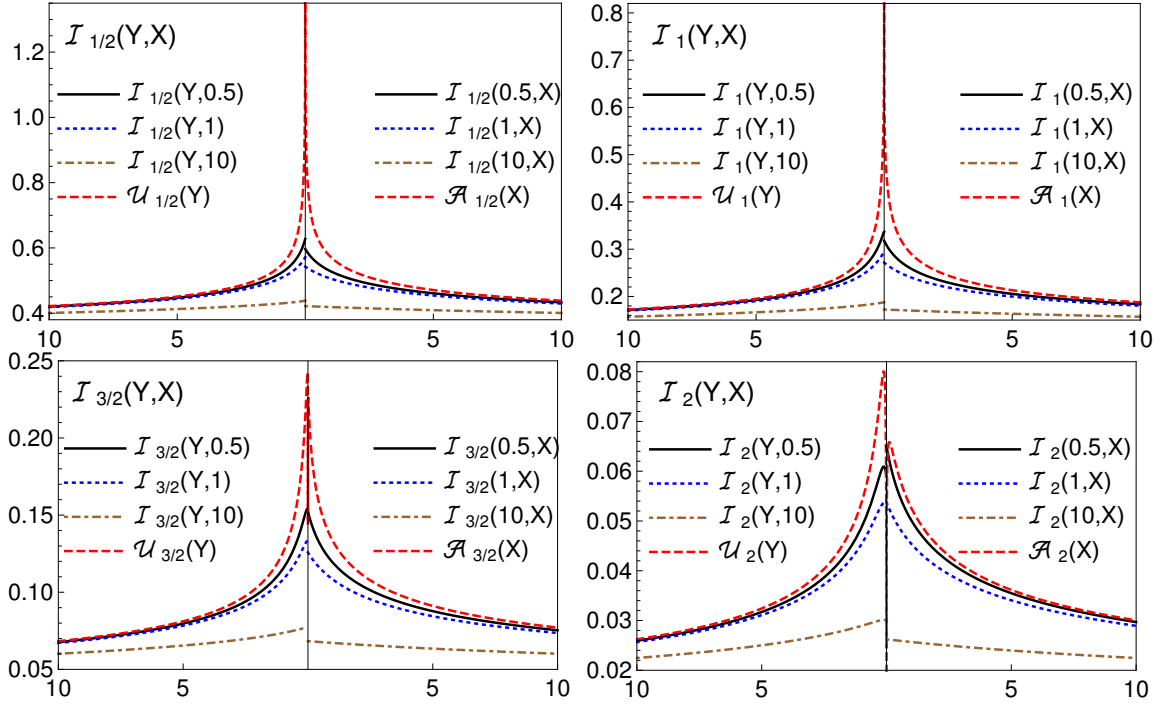 ℐ 1/2(Y,X) ℐ 1(Y,X)
1.2 0.8
ℐ 1/2(Y,0.5) ℐ 1/2(0.5,X) 0.7 ℐ 1(Y,0.5) ℐ 1(0.5,X)
1.0 ℐ 1/2(Y,1) ℐ 1/2(1,X) 0.6 ℐ 1(Y,1) ℐ 1(1,X)
ℐ 1/2(Y,10) ℐ 1/2(10,X) 0.5 ℐ 1(Y,10) ℐ 1(10,X)
0.8 𝒰 1/2(Y) 𝒜 1/2(X) 0.4 𝒰 1(Y) 𝒜 1(X)
0.6 0.3
0.4 0.2
10 5 5 10 10 5 5 10
0.25 ℐ 3/2(Y,X) 0.08 ℐ 2(Y,X)
0.20 ℐ 3/2(Y,0.5) ℐ 3/2(0.5,X) 0.07 ℐ 2(Y,0.5) ℐ 2(0.5,X)
ℐ 3/2(Y,1) ℐ 3/2(1,X) 0.06 ℐ 2(Y,1) ℐ 2(1,X)
0.15 ℐ 3/2(Y,10) ℐ 3/2(10,X) 0.05 ℐ 2(Y,10) ℐ 2(10,X)
𝒰 3/2(Y) 𝒜 3/2(X) 𝒰 2(Y) 𝒜 2(X)
0.10 0.04
0.03
0.05 0.02
10 5 5 10 10 5 5 10